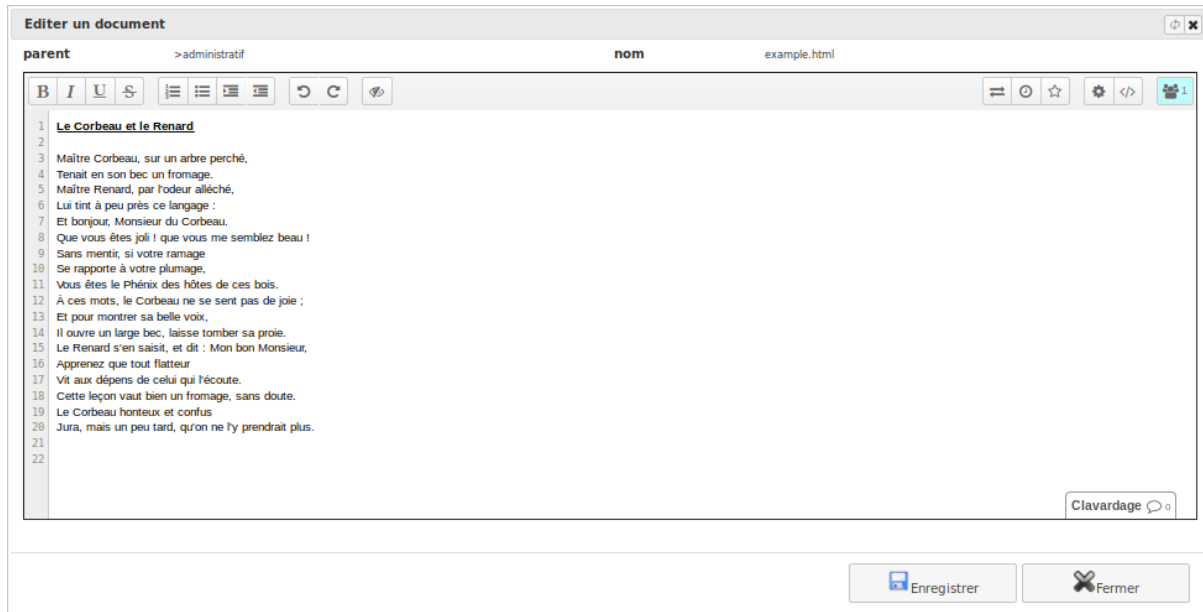 Editer un document
parent >administratif nom example.html
B I U S 1
1 Le Corbeau et le Renard
2
3 Maître Corbeau, sur un arbre perché,
4 Tenait en son bec un fromage.
5 Maître Renard, par l'odeur alléché,
6 Lui tint à peu près ce langage :
7 Et bonjour, Monsieur du Corbeau.
8 Que vous êtes joli ! que vous me semblez beau !
9 Sans mentir, si votre ramage
10 Se rapporte à votre plumage,
11 Vous êtes le Phénix des hôtes de ces bois.
12 À ces mots, le Corbeau ne se sent pas de joie ;
13 Et pour montrer sa belle voix,
14 Il ouvre un large bec, laisse tomber sa proie.
15 Le Renard s'en saisit, et dit : Mon bon Monsieur,
16 Apprenez que tout flatteur
17 Vit aux dépens de celui qui l'écoute.
18 Cette leçon vaut bien un fromage, sans doute.
19 Le Corbeau honteux et confus
20 Jura, mais un peu tard, qu'on ne l'y prendrait plus.
21
22
Clavardage 0
Enregistrer Fermer